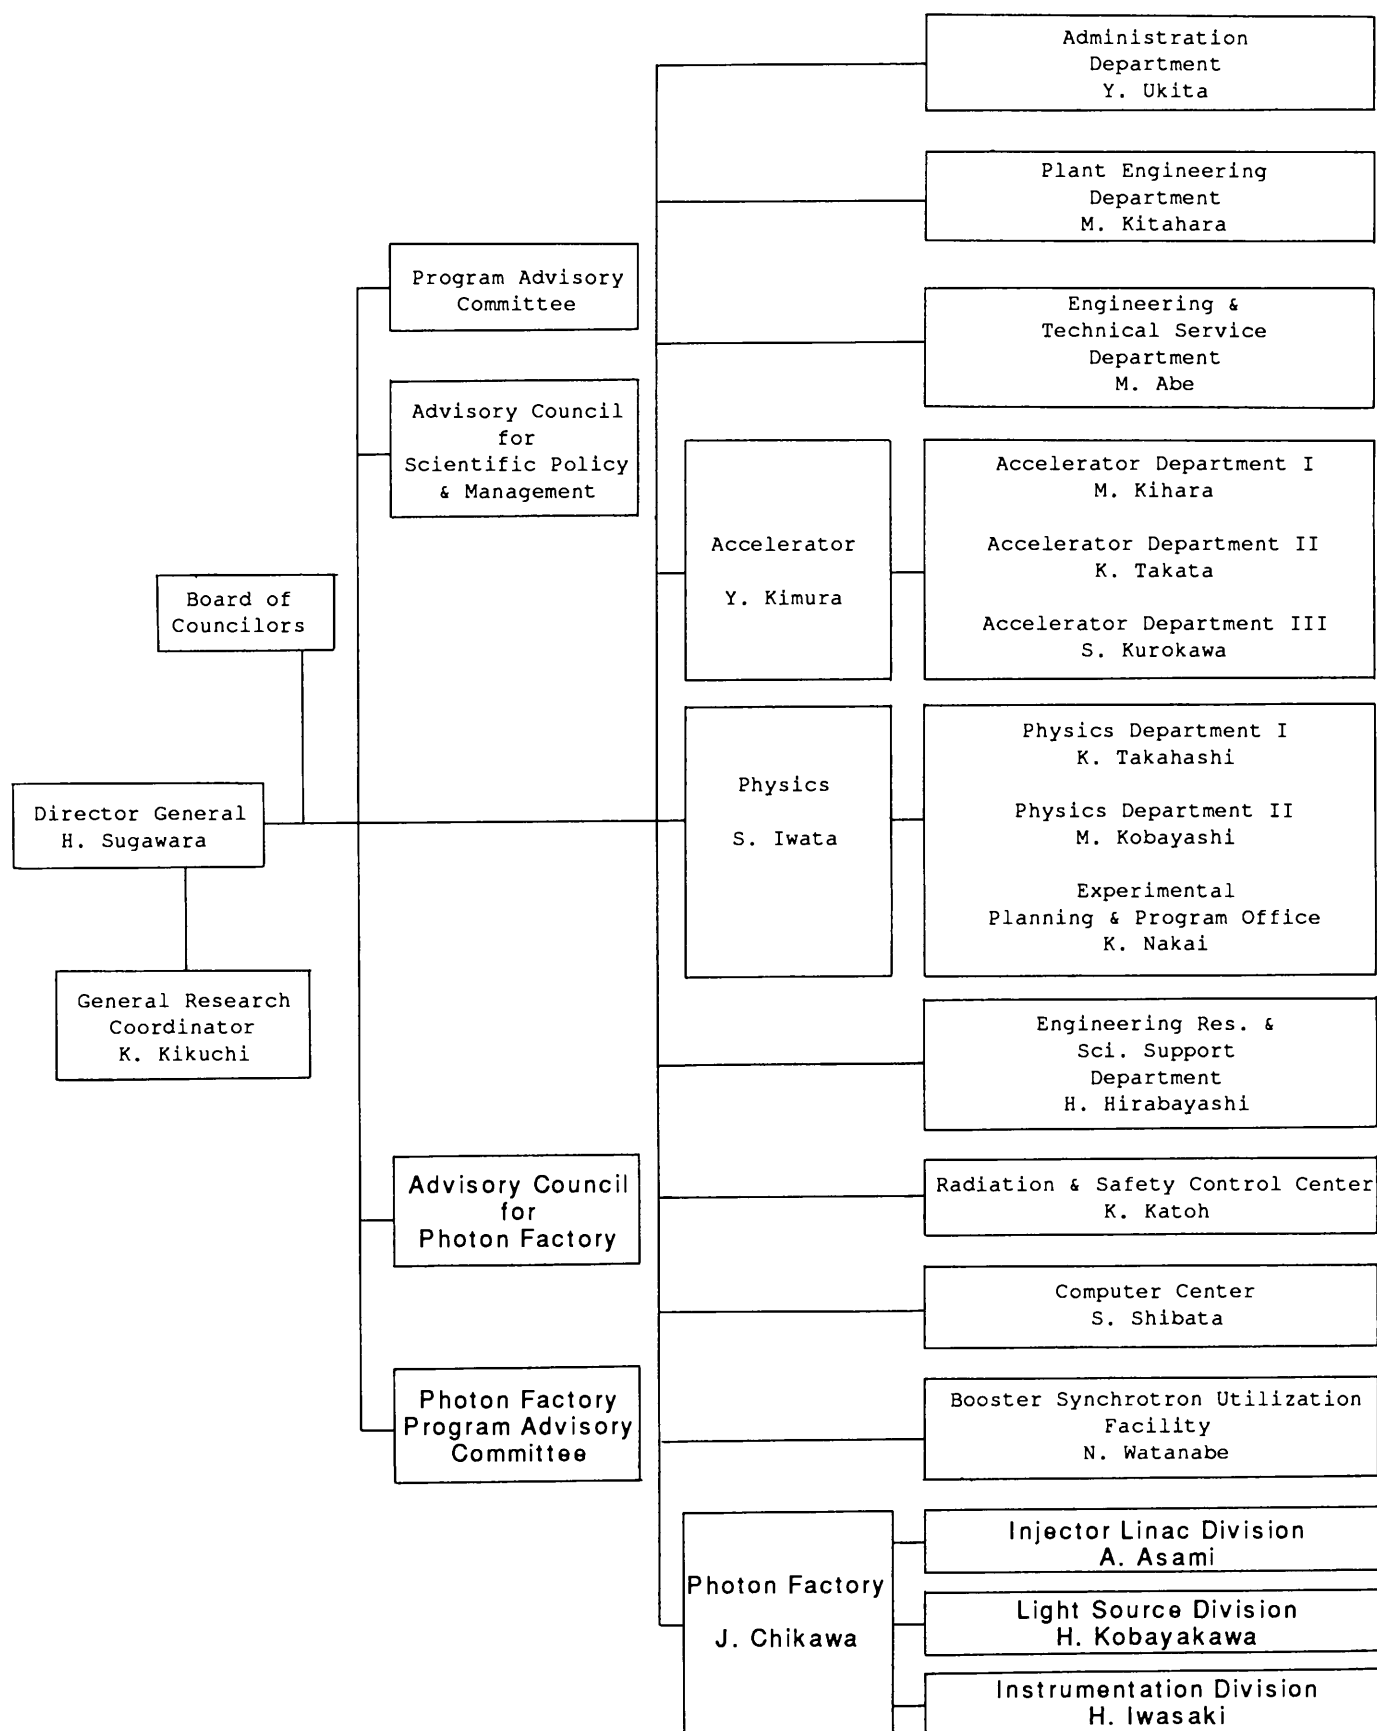 Administration
Department
Y. Ukita
Plant Engineering
Department
M. Kitahara
Program Advisory
Committee
Engineering &
Technical Service
Department
M. Abe
Advisory Council
for
Scientific Policy
& Management
Accelerator
Y. Kimura
Accelerator Department I
M. Kihara
Accelerator Department II
K. Takata
Accelerator Department III
S. Kurokawa
Board of
Councilors
Physics
S. Iwata
Physics Department I
K. Takahashi
Physics Department II
M. Kobayashi
Experimental
Planning & Program Office
K. Nakai
Director General
H. Sugawara
General Research
Coordinator
K. Kikuchi
Engineering Res. &
Sci. Support
Department
H. Hirabayashi
Advisory Council
for
Photon Factory
Radiation & Safety Control Center
K. Katoh
Computer Center
S. Shibata
Photon Factory
Program Advisory
Committee
Booster Synchrotron Utilization
Facility
N. Watanabe
Photon Factory
J. Chikawa
Injector Linac Division
A. Asami
Light Source Division
H. Kobayakawa
Instrumentation Division
H. Iwasaki